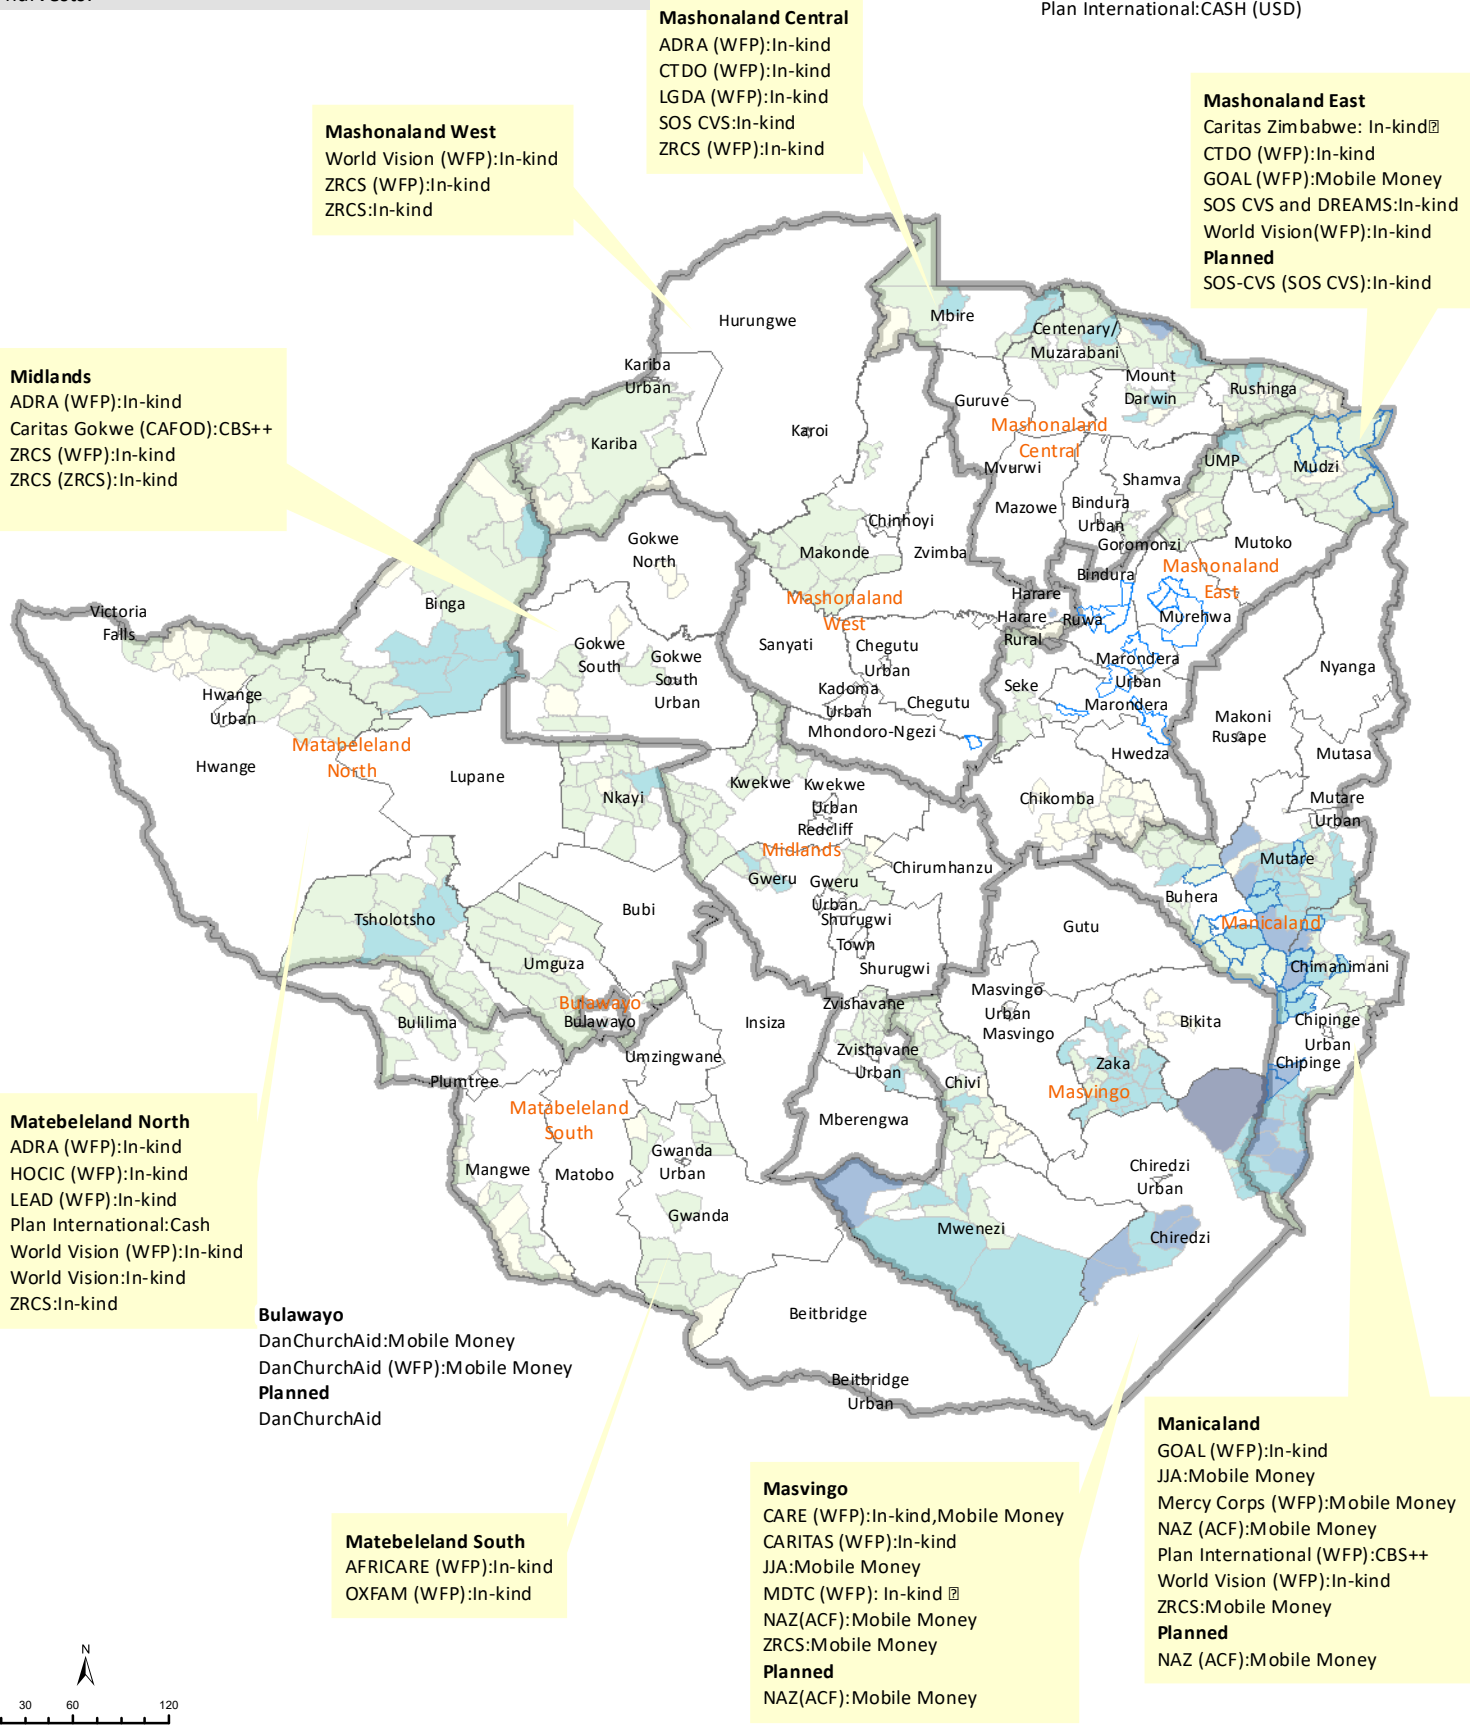 Plan International:CASH (USD)
Mashonaland Central
ADRA (WFP):In-kind
CTDO (WFP):In-kind
LGDA (WFP):In-kind
SOS CVS:In-kind
ZRCS (WFP):In-kind
Mashonaland West
World Vision (WFP):In-kind
ZRCS (WFP):In-kind
ZRCS:In-kind
Mashonaland East
Caritas Zimbabwe: In-kind
CTDO (WFP):In-kind
GOAL (WFP):Mobile Money
SOS CVS and DREAMS:In-kind
World Vision(WFP):In-kind
Planned
SOS-CVS (SOS CVS):In-kind
Midlands
ADRA (WFP):In-kind
Caritas Gokwe (CAFOD):CBS++
ZRCS (WFP):In-kind
ZRCS (ZRCS):In-kind
Hurungwe
Mbire
Centenary/
Muzarabani
Kariba
Urban
Mount
Darwin
Rushinga
Guruve
Karoi
Mashonaland
Central
Kariba
Mvurwi
UMP
Mudzi
Shamva
Mazowe
Bindura
Urban
Chinhoyi
Gokwe
North
Makonde
Zvimba
Goromonzi
Mutoko
Mashonaland
East
Bindura
Binga
Victoria
Falls
Mashonaland
West
Harare
Harare
Rural
Ruwa
Murehwa
Gokwe
South
Gokwe
South
Urban
Sanyati
Chegutu
Urban
Marondera
Urban
Nyanga
Hwange
Urban
Kadoma
Urban
Chegutu
Seke
Marondera
Makoni
Rusape
Mhondoro-Ngezi
Matabeleland
North
Hwange
Lupane
Hwedza
Mutasa
Nkayi
Kwekwe
Kwekwe
Urban
Redcliff
Chikomba
Mutare
Urban
Midlands
Gweru
Gweru
Urban
Chirumhanzu
Mutare
Buhera
Tsholotsho
Bubi
Shurugwi
Town
Shurugwi
Gutu
Manicaland
Umguza
Chimanimani
Bulawayo
Bulawayo
Bulilima
Insiza
Zvishavane
Masvingo
Urban
Masvingo
Bikita
Chipinge
Urban
Chipinge
Umzingwane
Zvishavane
Urban
Zaka
Plumtree
Chivi
Masvingo
Matabeleland
South
Mberengwa
Mangwe
Matobo
Gwanda
Urban
Gwanda
Chiredzi
Urban
Mwenezi
Chiredzi
Beitbridge
Beitbridge
Urban
Matebeleland North
ADRA (WFP):In-kind
HOCIC (WFP):In-kind
LEAD (WFP):In-kind
Plan International:Cash
World Vision (WFP):In-kind
World Vision:In-kind
ZRCS:In-kind
Bulawayo
DanChurchAid:Mobile Money
DanChurchAid (WFP):Mobile Money
Planned
DanChurchAid
Matebeleland South
AFRICARE (WFP):In-kind
OXFAM (WFP):In-kind
Masvingo
CARE (WFP):In-kind,Mobile Money
CARITAS (WFP):In-kind
JJA:Mobile Money
MDTC (WFP): In-kind
NAZ(ACF):Mobile Money
ZRCS:Mobile Money
Planned
NAZ(ACF):Mobile Money
Manicaland
GOAL (WFP):In-kind
JJA:Mobile Money
Mercy Corps (WFP):Mobile Money
NAZ (ACF):Mobile Money
Plan International (WFP):CBS++
World Vision (WFP):In-kind
ZRCS:Mobile Money
Planned
NAZ (ACF):Mobile Money
N
30 60 120